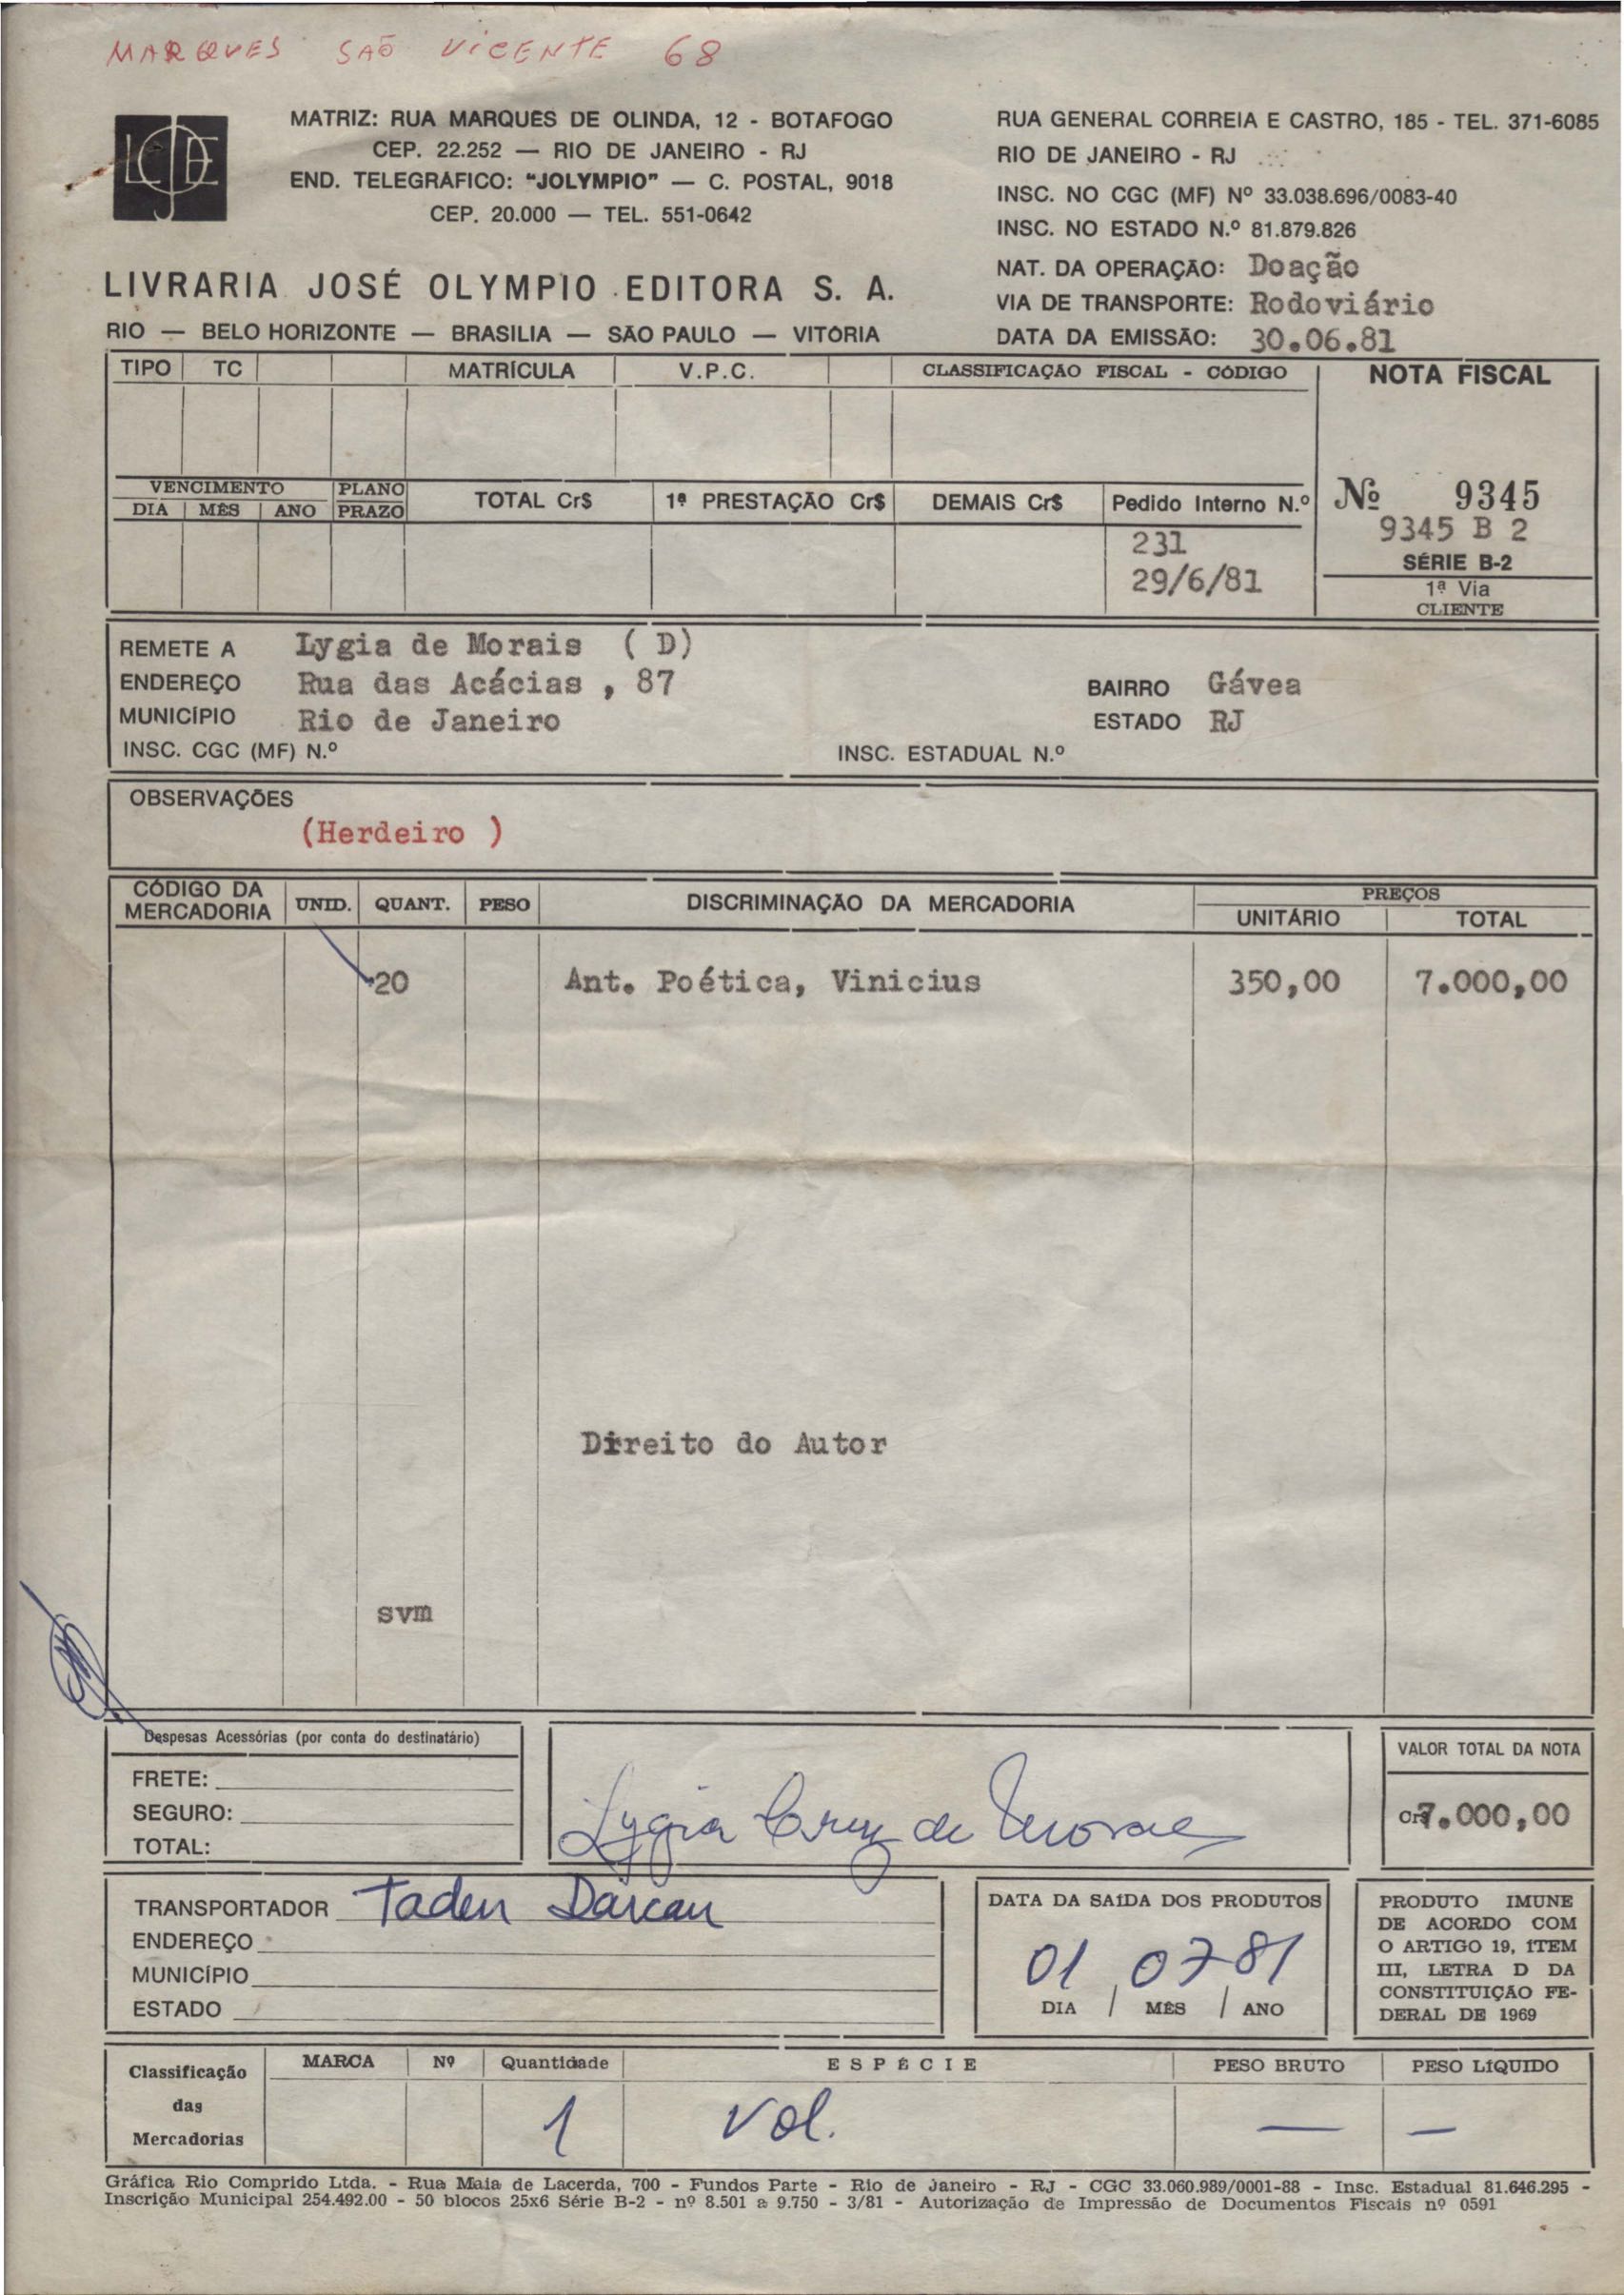 MARQUES SAÕ VICENTE 68
LJOE
MATRIZ: RUA MARQUÊS DE OLINDA, 12 - BOTAFOGO
CEP. 22.252 — RIO DE JANEIRO - RJ
END. TELEGRÁFICO: "JOLYMPIO" — C. POSTAL, 9018
CEP. 20.000 — TEL. 551-0642
LIVRARIA JOSÉ OLYMPIO EDITORA S. A.
RIO — BELO HORIZONTE — BRASILIA — SÃO PAULO — VITÓRIA
RUA GENERAL CORREIA E CASTRO, 185 - TEL. 371-6085
RIO DE JANEIRO - RJ
INSC. NO CGC (MF) Nº 33.038.696/0083-40
INSC. NO ESTADO N.º 81.879.826
NAT. DA OPERAÇÃO: Doação
VIA DE TRANSPORTE: Rodoviário
DATA DA EMISSÃO: 30.06.81
TIPO TC MATRÍCULA V.P.C. CLASSIFICAÇÃO FISCAL - CÓDIGO NOTA FISCAL
VENCIMENTO PLANO TOTAL Cr$ 1ª PRESTAÇÃO Cr$ DEMAIS Cr$ Pedido Interno N.º Nº 9345
DIA MÊS ANO PRAZO
231 9345 B 2
29/6/81 SÉRIE B-2
1ª Via
CLIENTE
REMETE A Lygia de Morais ( D)
ENDEREÇO Rua das Acácias , 87 BAIRRO Gávea
MUNICÍPIO Rio de Janeiro ESTADO RJ
INSC. CGC (MF) N.º INSC. ESTADUAL N.º
OBSERVAÇÕES
(Herdeiro )
CÓDIGO DA MERCADORIA UNID. QUANT. PESO DISCRIMINAÇÃO DA MERCADORIA PREÇOS
UNITÁRIO TOTAL
20 Ant. Poética, Vinicius 350,00 7.000,00
Direito do Autor
svm
Despesas Acessórias (por conta do destinatário)
FRETE:
SEGURO:
TOTAL:
Lygia Cruz de Moraes
VALOR TOTAL DA NOTA
Cr$ 7.000,00
TRANSPORTADOR Taden Darcan
ENDEREÇO
MUNICÍPIO
ESTADO
DATA DA SAÍDA DOS PRODUTOS
01 07 81
DIA / MÊS / ANO
PRODUTO IMUNE
DE ACORDO COM
O ARTIGO 19, ÍTEM
III, LETRA D DA
CONSTITUIÇÃO FE-
DERAL DE 1969
Classificação das Mercadorias
MARCA Nº Quantidade ESPÉCIE PESO BRUTO PESO LÍQUIDO
1 vol. — —
Gráfica Rio Comprido Ltda. - Rua Maia de Lacerda, 700 - Fundos Parte - Rio de Janeiro - RJ - CGC 33.060.989/0001-88 - Insc. Estadual 81.646.295 -
Inscrição Municipal 254.492.00 - 50 blocos 25x6 Série B-2 - nº 8.501 a 9.750 - 3/81 - Autorização de Impressão de Documentos Fiscais nº 0591